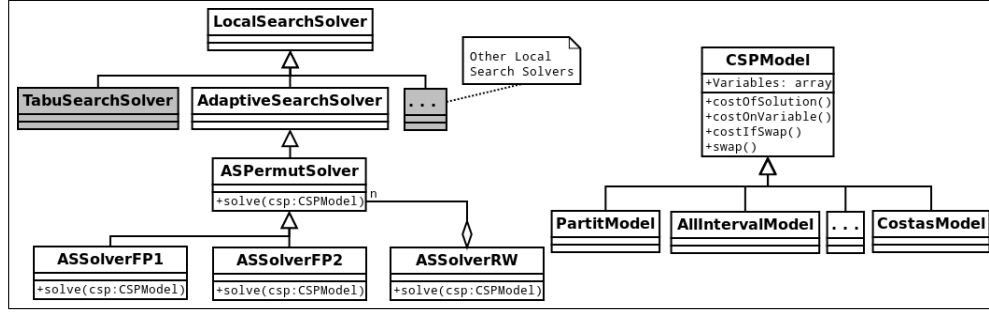 LocalSearchSolver
Other Local
Search Solvers
TabuSearchSolver
AdaptiveSearchSolver
...
ASPermutSolver
+solve(csp:CSPModel)
n
ASSolverFP1
+solve(csp:CSPModel)
ASSolverFP2
+solve(csp:CSPModel)
ASSolverRW
+solve(csp:CSPModel)
CSPModel
+Variables: array
+costOfSolution()
+costOnVariable()
+costIfSwap()
+swap()
PartitModel
AllIntervalModel
...
CostasModel